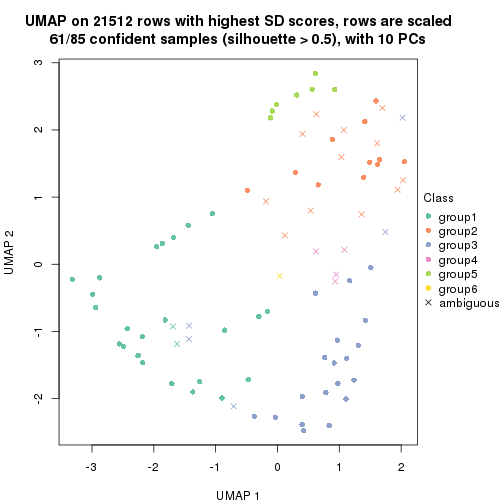 UMAP on 21512 rows with highest SD scores, rows are scaled
61/85 confident samples (silhouette > 0.5), with 10 PCs
3
2
1
0
-1
-2
UMAP 2
-3
-2
-1
0
1
2
UMAP 1
Class
group1
group2
group3
group4
group5
group6
ambiguous